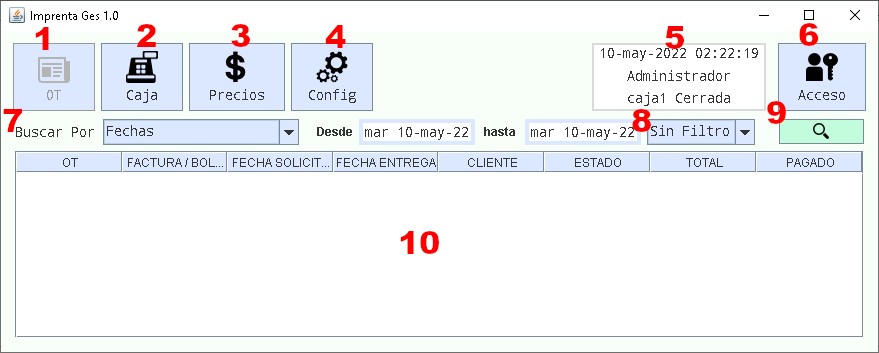 Imprenta Ges 1.0
1 2 3 4 5 6
10-may-2022 02:22:19
Administrador
caja1 Cerrada
OT Caja Precios Config Acceso
7 8 9
Buscar Por Fechas Desde mar 10-may-22 hasta mar 10-may-22 Sin Filtro
OT FACTURA / BOL... FECHA SOLICIT... FECHA ENTREGA CLIENTE ESTADO TOTAL PAGADO
10